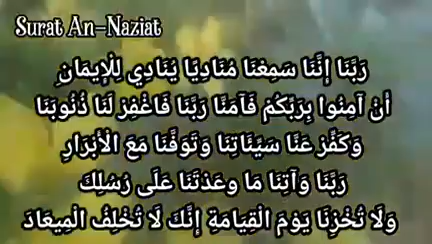 Surat An-Naziat
رَبَّنَا إِنَّنَا سَمِعْنَا مُنَادِيًا يُنَادِي لِلْإِيمَانِ
أَنْ آمِنُوا بِرَبِّكُمْ فَآمَنَّا رَبَّنَا فَاغْفِرْ لَنَا ذُنُوبَنَا
وَكَفِّرْ عَنَّا سَيِّئَاتِنَا وَتَوَفَّنَا مَعَ الْأَبْرَارِ
رَبَّنَا وَآتِنَا مَا وَعَدْتَنَا عَلَى رُسُلِكَ
وَلَا تُخْزِنَا يَوْمَ الْقِيَامَةِ إِنَّكَ لَا تُخْلِفُ الْمِيعَادَ